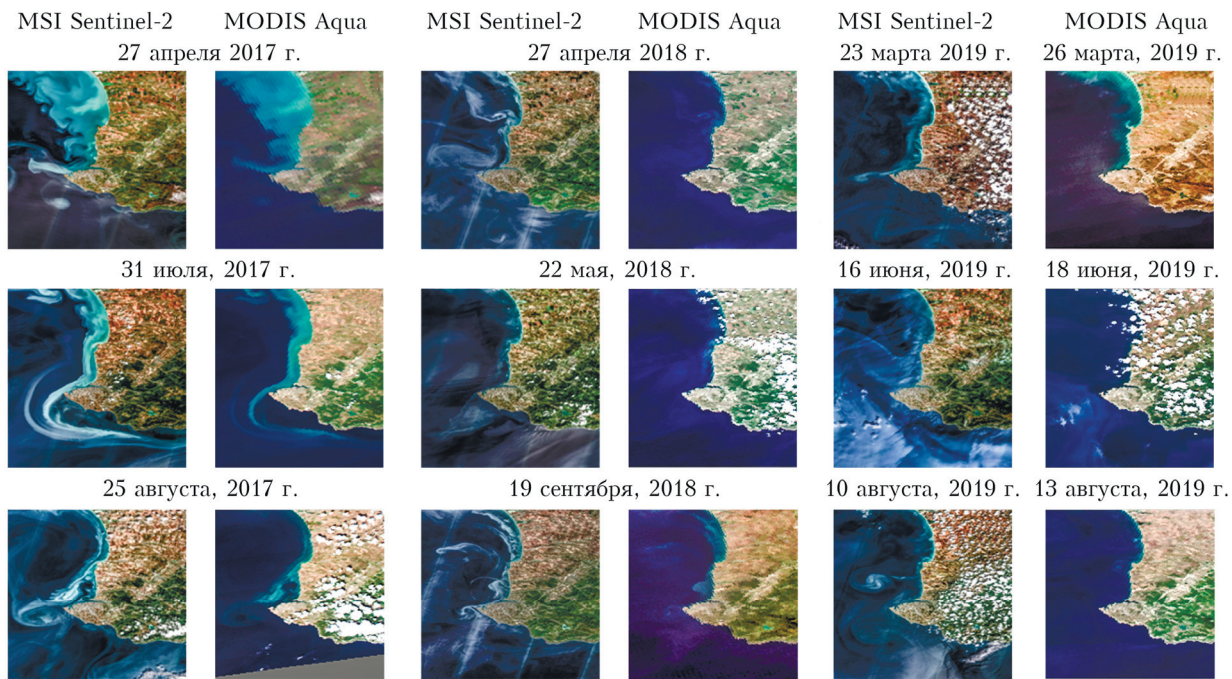 MSI Sentinel-2 MODIS Aqua MSI Sentinel-2 MODIS Aqua MSI Sentinel-2 MODIS Aqua
27 апреля 2017 г. 27 апреля 2018 г. 23 марта 2019 г. 26 марта, 2019 г.
31 июля, 2017 г. 22 мая, 2018 г. 16 июня, 2019 г. 18 июня, 2019 г.
25 августа, 2017 г. 19 сентября, 2018 г. 10 августа, 2019 г. 13 августа, 2019 г.